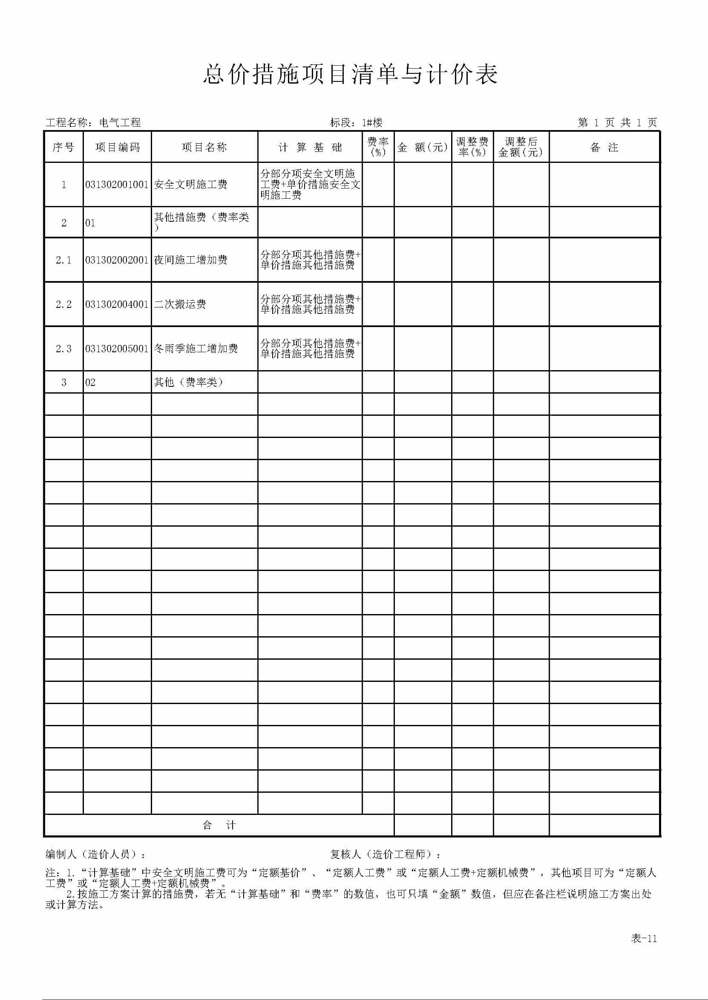 总价措施项目清单与计价表
工程名称：电气工程 标段：1#楼 第 1 页 共 1 页
序号 项目编码 项目名称 计 算 基 础 费率(%) 金 额(元) 调整费率(%) 调整后金额(元) 备 注
1 031302001001 安全文明施工费 分部分项安全文明施
工费+单价措施安全文
明施工费
2 01 其他措施费（费率类
）
2.1 031302002001 夜间施工增加费 分部分项其他措施费+
单价措施其他措施费
2.2 031302004001 二次搬运费 分部分项其他措施费+
单价措施其他措施费
2.3 031302005001 冬雨季施工增加费 分部分项其他措施费+
单价措施其他措施费
3 02 其他（费率类）
合 计
编制人（造价人员）： 复核人（造价工程师）：
注：1.“计算基础”中安全文明施工费可为“定额基价”、“定额人工费”或“定额人工费+定额机械费”，其他项目可为“定额人
工费”或“定额人工费+定额机械费”。
2.按施工方案计算的措施费，若无“计算基础”和“费率”的数值，也可只填“金额”数值，但应在备注栏说明施工方案出处
或计算方法。
表-11